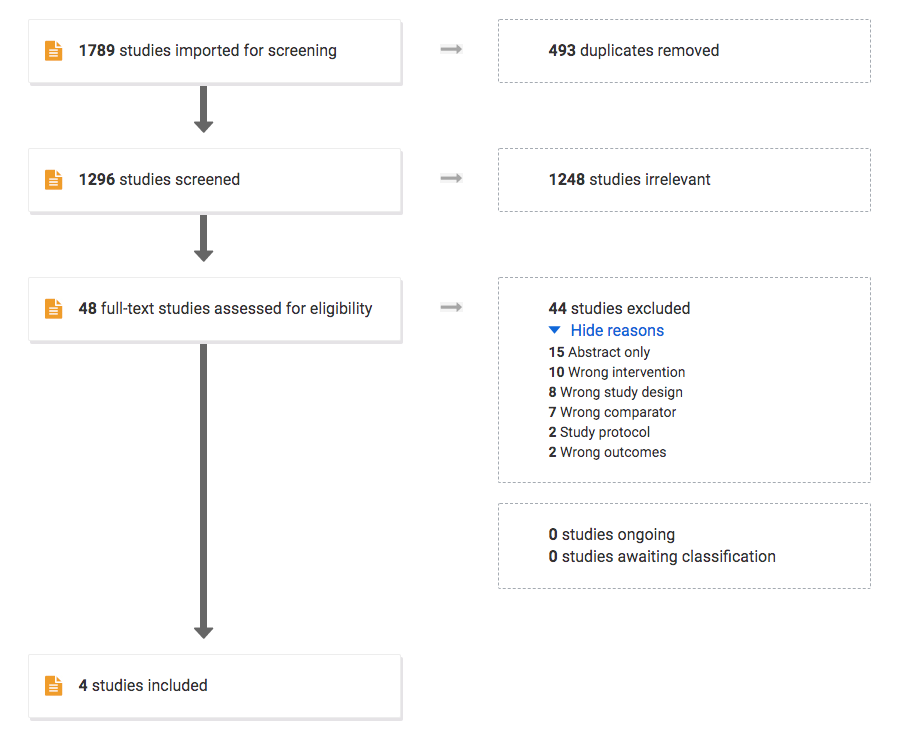 1789 studies imported for screening
493 duplicates removed
1296 studies screened
1248 studies irrelevant
48 full-text studies assessed for eligibility
44 studies excluded
Hide reasons
15 Abstract only
10 Wrong intervention
8 Wrong study design
7 Wrong comparator
2 Study protocol
2 Wrong outcomes
0 studies ongoing
0 studies awaiting classification
4 studies included